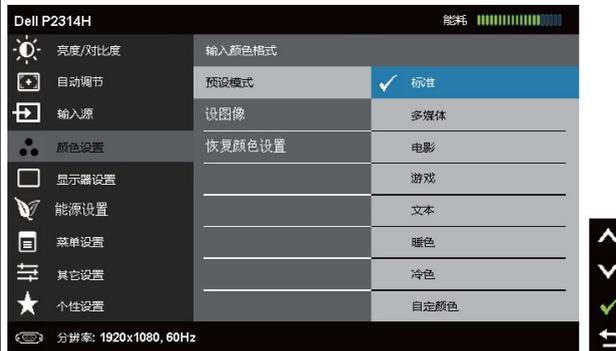 Dell P2314H
能耗
亮度/对比度
输入颜色格式
自动调节
预设模式
标准
输入源
设图像
多媒体
颜色设置
恢复颜色设置
电影
显示器设置
游戏
能源设置
文本
菜单设置
暖色
其它设置
冷色
个性设置
自定颜色
分辨率: 1920x1080, 60Hz